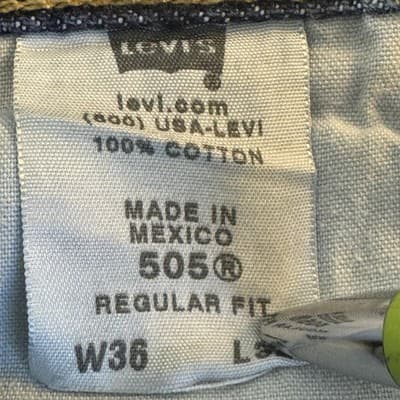 Levi's
levi.com
(800) USA-LEVI
100% COTTON
MADE IN
MEXICO
505®
REGULAR FIT
W36